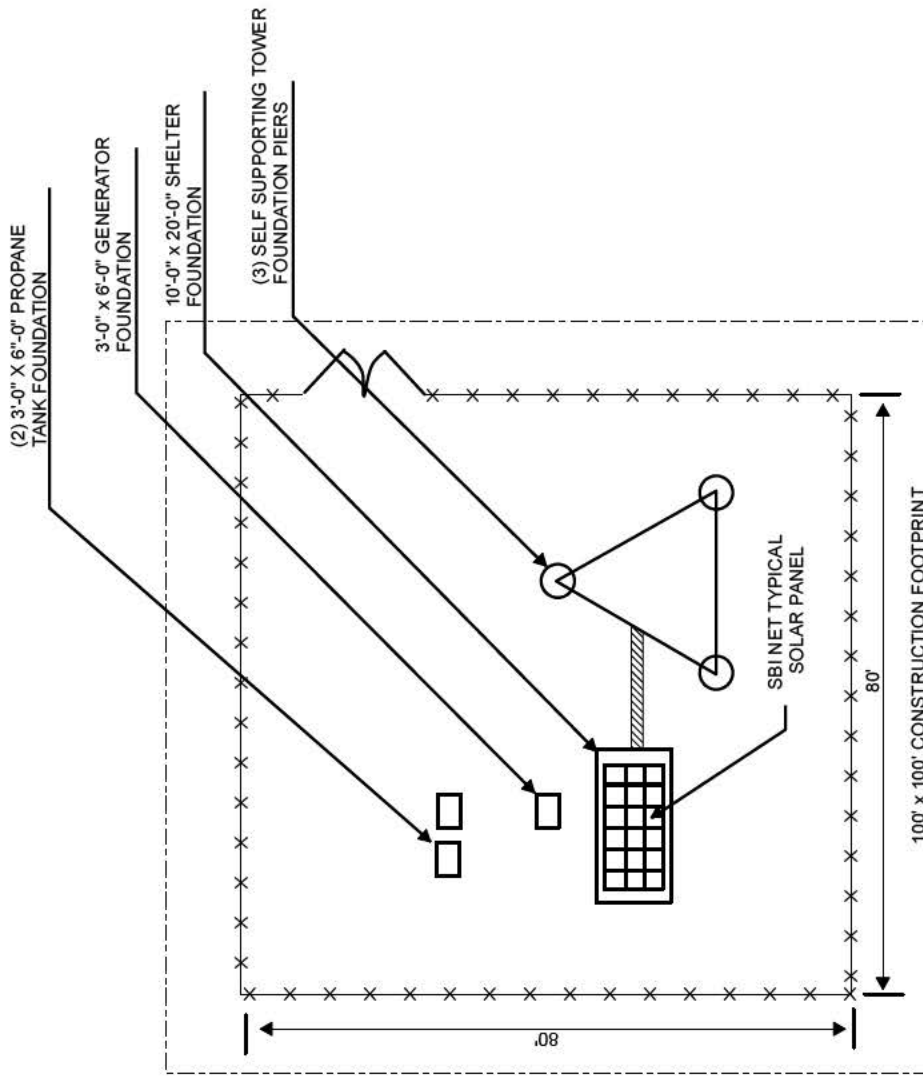 (2) 3'-0" X 6"-0" PROPANE
TANK FOUNDATION
3'-0" x 6'-0" GENERATOR
FOUNDATION
10'-0" x 20'-0" SHELTER
FOUNDATION
(3) SELF SUPPORTING TOWER
FOUNDATION PIERS
SBI NET TYPICAL
SOLAR PANEL
80'
80'
100' x 100' CONSTRUCTION FOOTPRINT